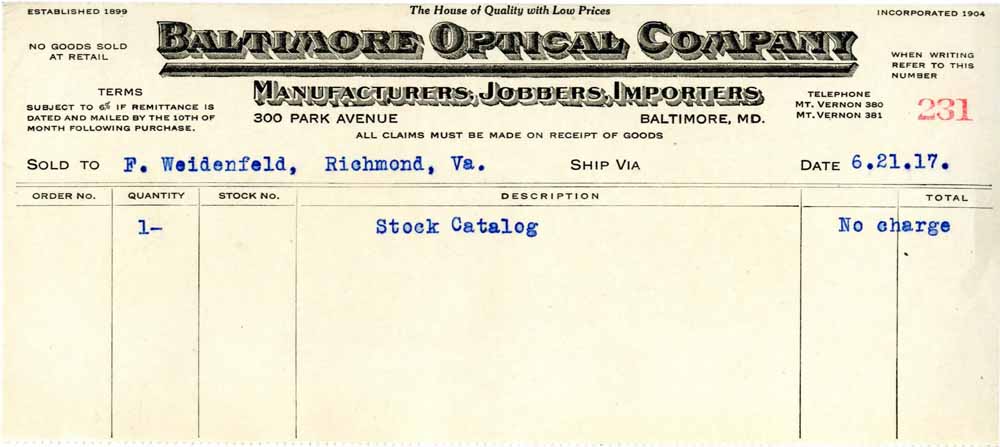 ESTABLISHED 1899
The House of Quality with Low Prices
INCORPORATED 1904
NO GOODS SOLD
AT RETAIL
BALTIMORE OPTICAL COMPANY
WHEN WRITING
REFER TO THIS
NUMBER
TERMS
SUBJECT TO 6% IF REMITTANCE IS
DATED AND MAILED BY THE 10TH OF
MONTH FOLLOWING PURCHASE.
MANUFACTURERS, JOBBERS, IMPORTERS
300 PARK AVENUE BALTIMORE, MD.
TELEPHONE
MT. VERNON 380
MT. VERNON 381
231
ALL CLAIMS MUST BE MADE ON RECEIPT OF GOODS
SOLD TO F. Weidenfeld, Richmond, Va. SHIP VIA DATE 6.21.17.
ORDER NO. QUANTITY STOCK NO. DESCRIPTION TOTAL
1- Stock Catalog No charge